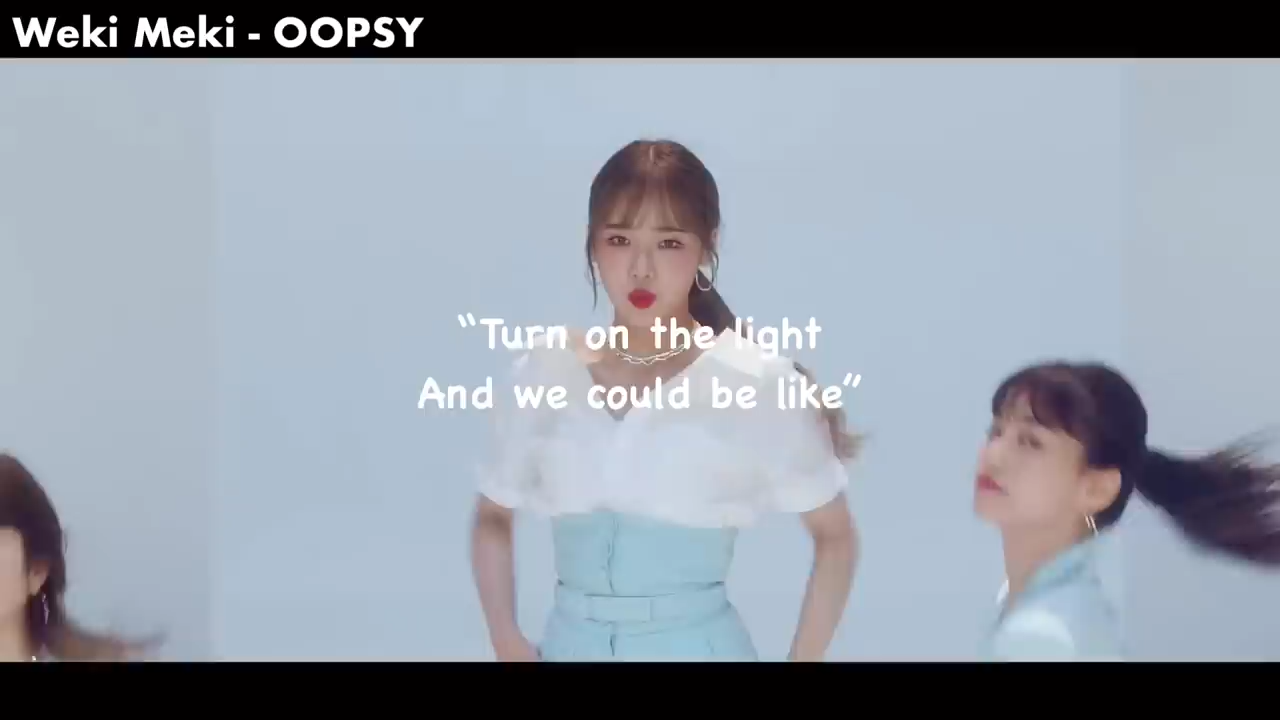 Weki Meki - OOPSY
“Turn on the light
And we could be like”